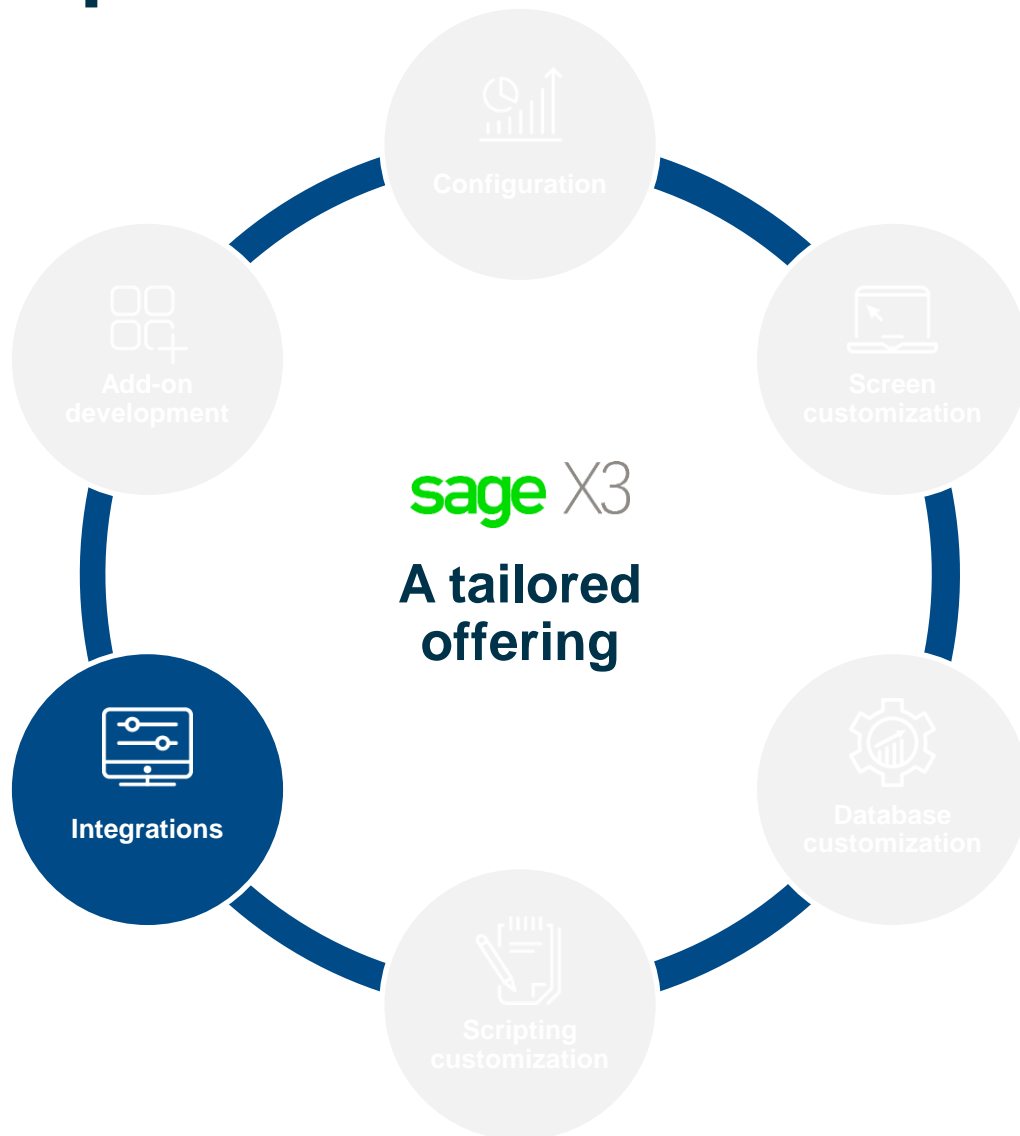 Configuration
Add-on
development
Screen
customization
sage X3
A tailored
offering
Integrations
Database
customization
Scripting
customization